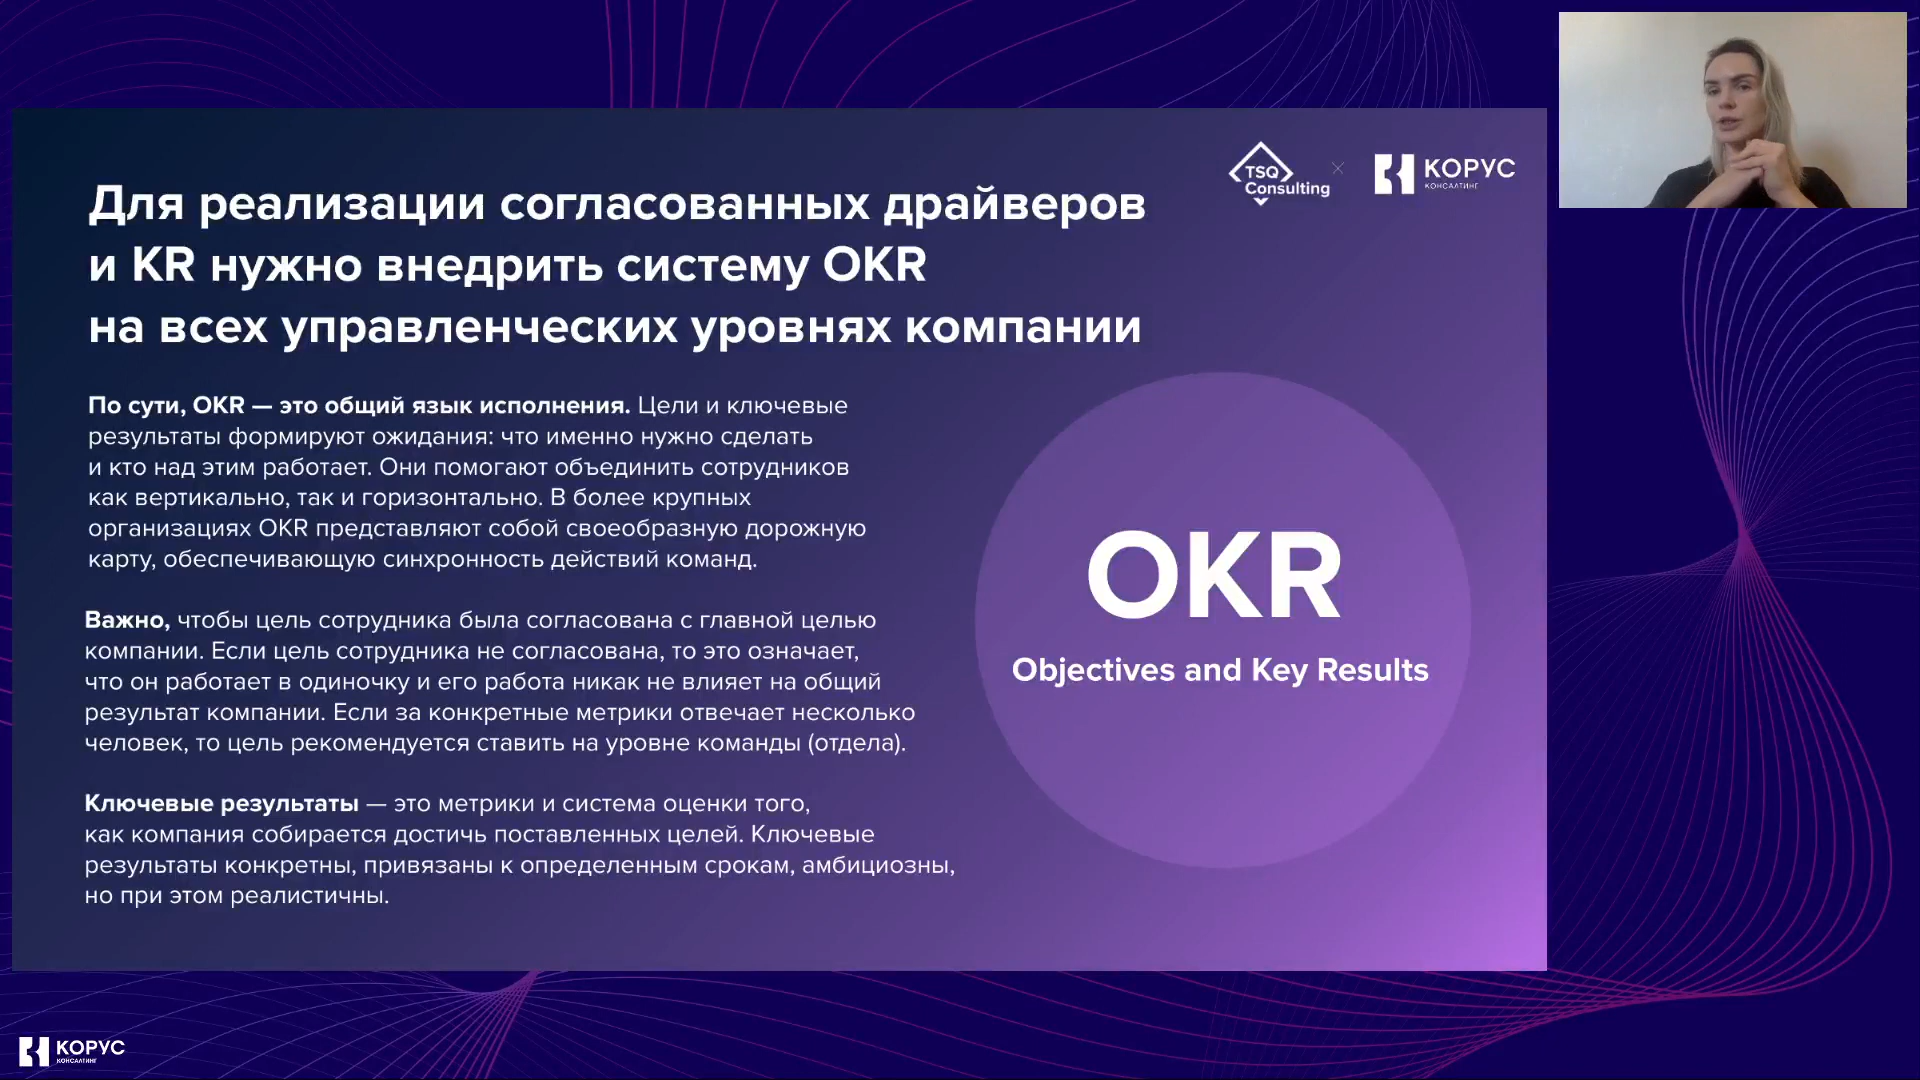 TSQ
Consulting
КОРУС
КОНСАЛТИНГ
Для реализации согласованных драйверов
и KR нужно внедрить систему OKR
на всех управленческих уровнях компании
По сути, OKR — это общий язык исполнения. Цели и ключевые
результаты формируют ожидания: что именно нужно сделать
и кто над этим работает. Они помогают объединить сотрудников
как вертикально, так и горизонтально. В более крупных
организациях OKR представляют собой своеобразную дорожную
карту, обеспечивающую синхронность действий команд.
Важно, чтобы цель сотрудника была согласована с главной целью
компании. Если цель сотрудника не согласована, то это означает,
что он работает в одиночку и его работа никак не влияет на общий
результат компании. Если за конкретные метрики отвечает несколько
человек, то цель рекомендуется ставить на уровне команды (отдела).
Ключевые результаты — это метрики и система оценки того,
как компания собирается достичь поставленных целей. Ключевые
результаты конкретны, привязаны к определенным срокам, амбициозны,
но при этом реалистичны.
OKR
Objectives and Key Results
КОРУС
КОНСАЛТИНГ